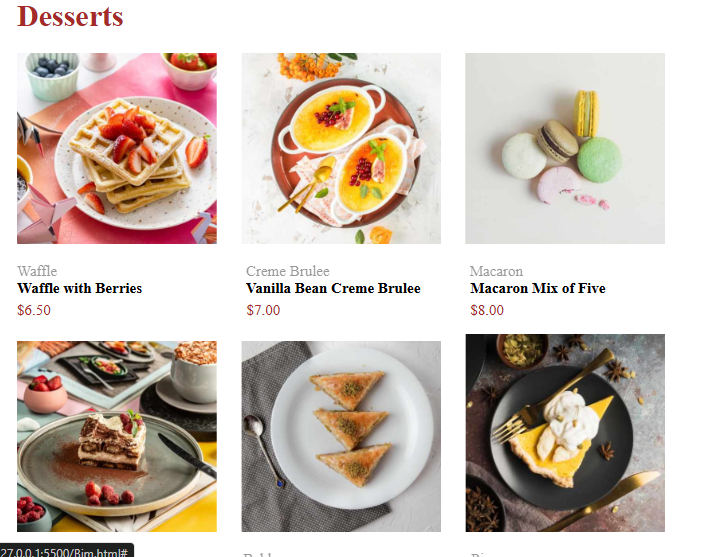 Desserts
Waffle
Creme Brulee
Macaron
Waffle with Berries
Vanilla Bean Creme Brulee
Macaron Mix of Five
$6.50
$7.00
$8.00
27.0.0.1:5500/Bim.html#